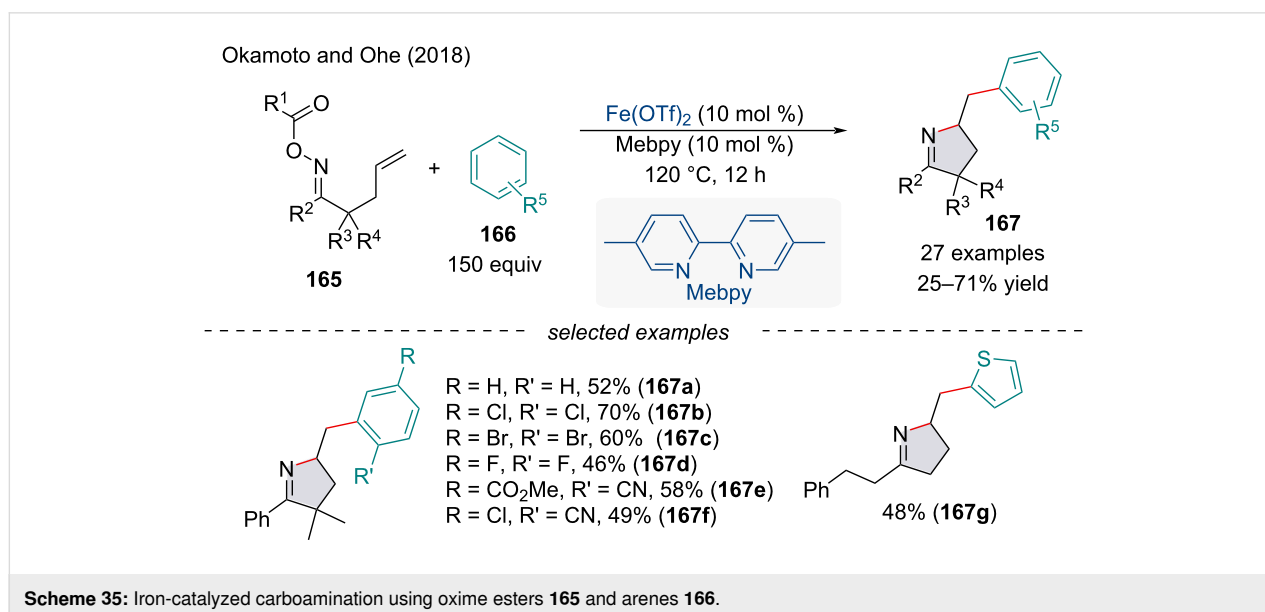 Okamoto and Ohe (2018)
R¹
O
O
N
R²
R³ R⁴
165
+
R⁵
166
150 equiv
Fe(OTf)₂ (10 mol %)
Mebpy (10 mol %)
120 °C, 12 h
N N
Mebpy
R⁵
N
R²
R³
R⁴
167
27 examples
25–71% yield
selected examples
R
R'
N
Ph
R = H, R' = H, 52% (167a)
R = Cl, R' = Cl, 70% (167b)
R = Br, R' = Br, 60% (167c)
R = F, R' = F, 46% (167d)
R = CO₂Me, R' = CN, 58% (167e)
R = Cl, R' = CN, 49% (167f)
S
N
Ph
48% (167g)
Scheme 35: Iron-catalyzed carboamination using oxime esters 165 and arenes 166.